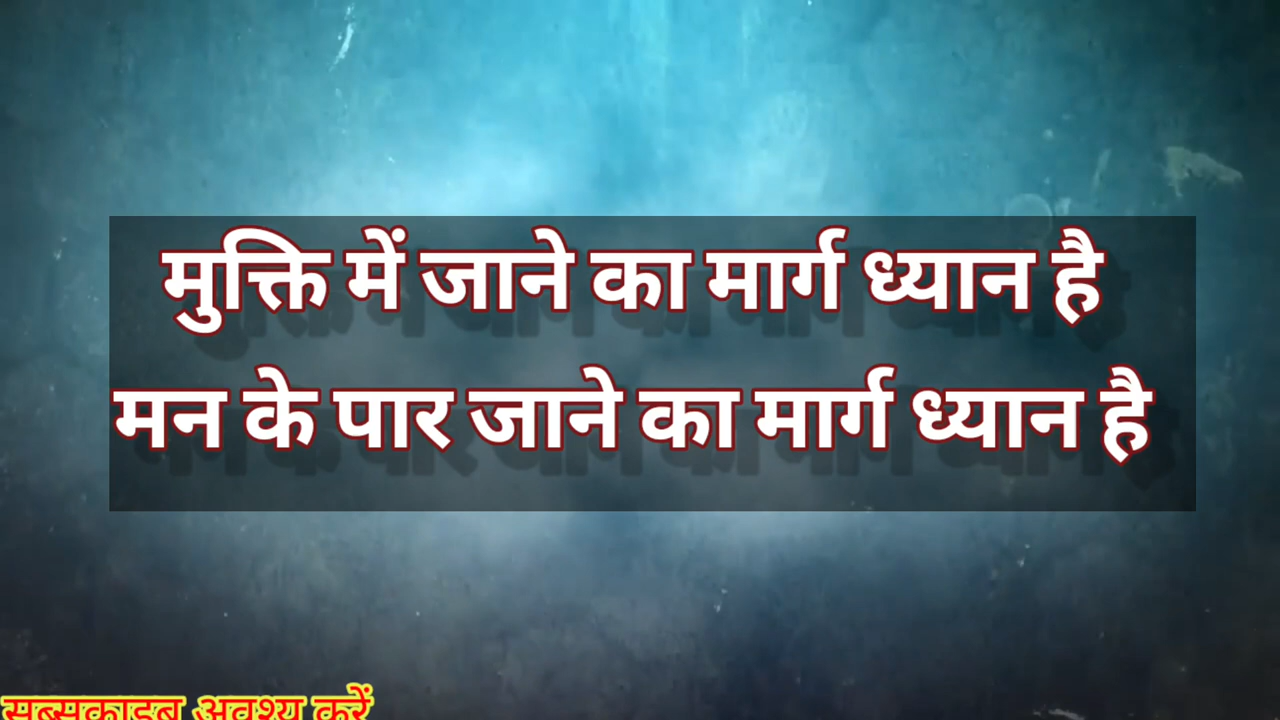 मुक्ति में जाने का मार्ग ध्यान है
मन के पार जाने का मार्ग ध्यान है
सब्सक्राइब अवश्य करें